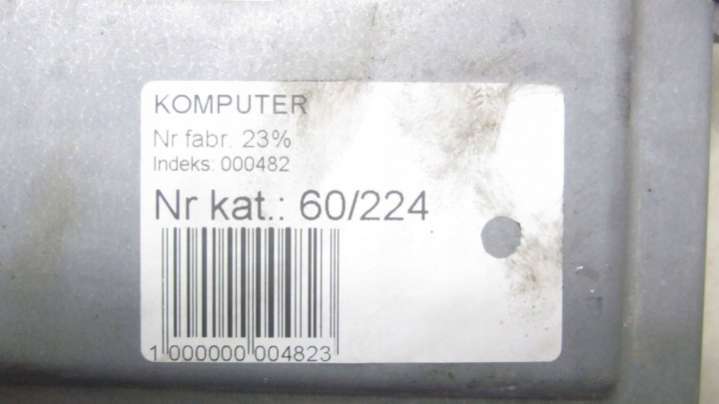 KOMPUTER
Nr fabr. 23%
Indeks: 000482
Nr kat.: 60/224
1 000000 004823